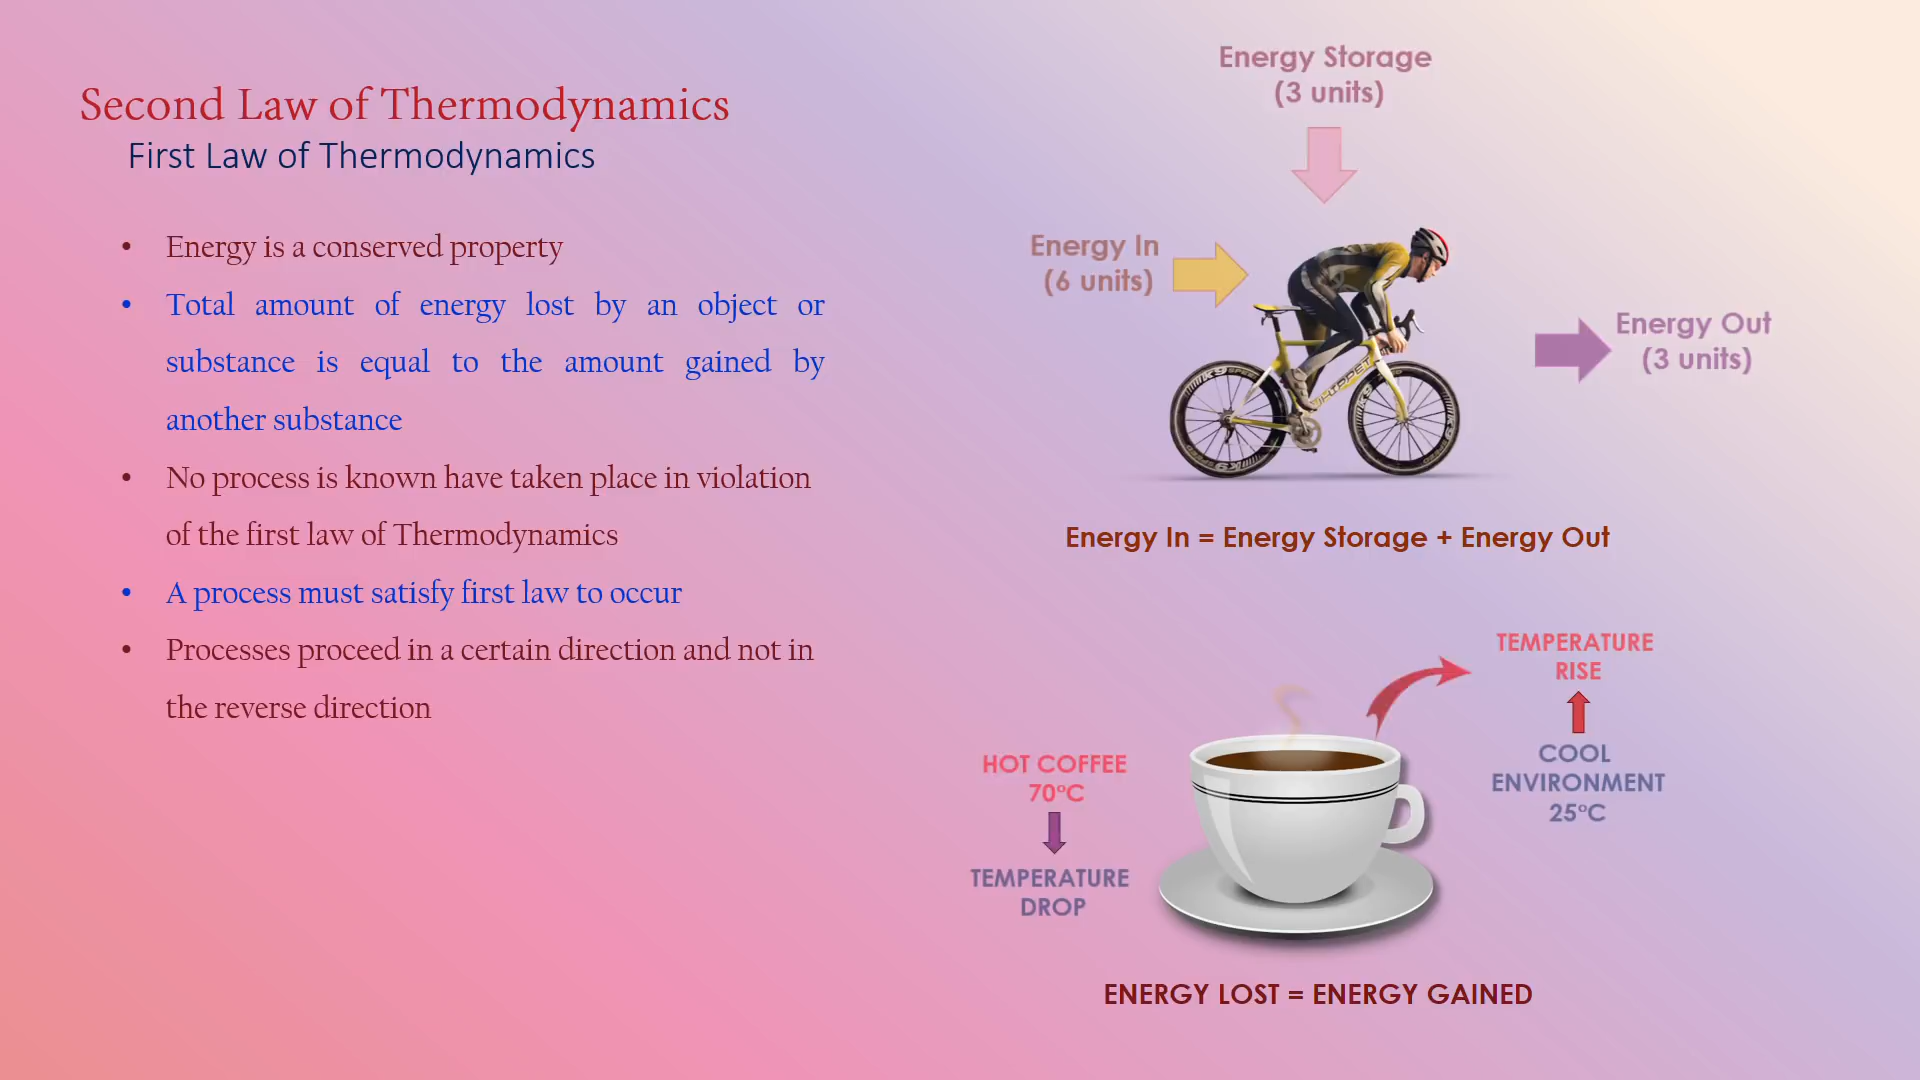 Second Law of Thermodynamics
First Law of Thermodynamics
• Energy is a conserved property
• Total amount of energy lost by an object or
substance is equal to the amount gained by
another substance
• No process is known have taken place in violation
of the first law of Thermodynamics
• A process must satisfy first law to occur
• Processes proceed in a certain direction and not in
the reverse direction
Energy Storage
(3 units)
Energy In
(6 units)
Energy Out
(3 units)
K9
K9
K9
Energy In = Energy Storage + Energy Out
TEMPERATURE
RISE
COOL
ENVIRONMENT
25°C
HOT COFFEE
70°C
TEMPERATURE
DROP
ENERGY LOST = ENERGY GAINED